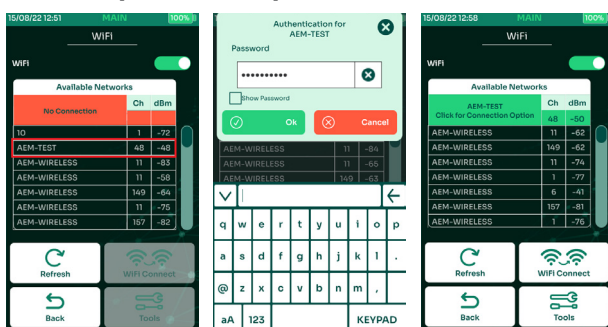 15/08/22 12:51 MAIN 100%
WiFi
WiFi
Available Networks
No Connection Ch dBm
10 1 -72
AEM-TEST 48 -48
AEM-WIRELESS 11 -83
AEM-WIRELESS 11 -58
AEM-WIRELESS 149 -64
AEM-WIRELESS 11 -75
AEM-WIRELESS 157 -82
Refresh WiFi Connect
Back Tools
Authentication for
AEM-TEST
Password
••••••••••
Show Password
Ok Cancel
AEM-WIRELESS 11 -84
AEM-WIRELESS 11 -65
AEM-WIRELESS 149 -63
q w e r t y u i o p
a s d f g h j k l .
@ z x c v b n m ,
aA 123 KEYPAD
15/08/22 12:58 MAIN 100%
WiFi
WiFi
Available Networks
AEM-TEST Ch dBm
Click for Connection Option 48 -50
AEM-WIRELESS 11 -62
AEM-WIRELESS 149 -62
AEM-WIRELESS 11 -74
AEM-WIRELESS 1 -77
AEM-WIRELESS 6 -41
AEM-WIRELESS 157 -81
AEM-WIRELESS 1 -76
Refresh WiFi Connect
Back Tools